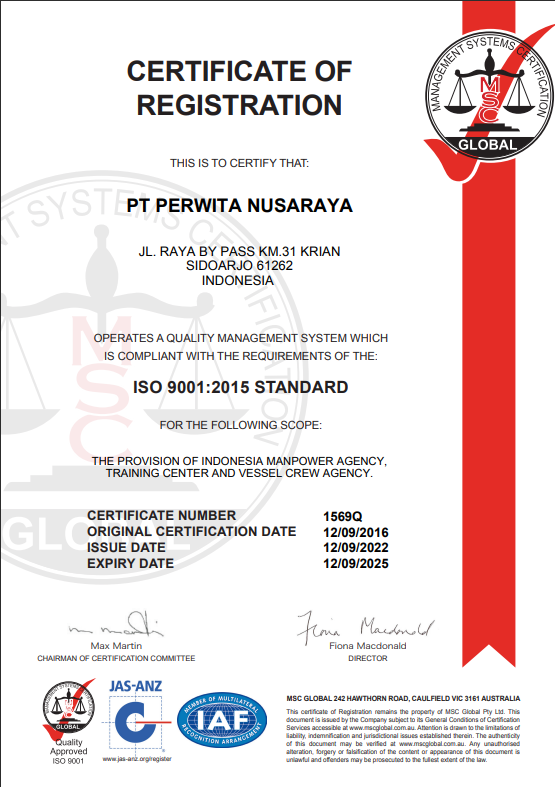 CERTIFICATE OF
REGISTRATION
MANAGEMENT SYSTEMS CERTIFICATION
MSC
GLOBAL
THIS IS TO CERTIFY THAT:
PT PERWITA NUSARAYA
JL. RAYA BY PASS KM.31 KRIAN
SIDOARJO 61262
INDONESIA
OPERATES A QUALITY MANAGEMENT SYSTEM WHICH
IS COMPLIANT WITH THE REQUIREMENTS OF THE:
ISO 9001:2015 STANDARD
FOR THE FOLLOWING SCOPE:
THE PROVISION OF INDONESIA MANPOWER AGENCY,
TRAINING CENTER AND VESSEL CREW AGENCY.
CERTIFICATE NUMBER 1569Q
ORIGINAL CERTIFICATION DATE 12/09/2016
ISSUE DATE 12/09/2022
EXPIRY DATE 12/09/2025
Fiona Macdonald
Max Martin
CHAIRMAN OF CERTIFICATION COMMITTEE
Fiona Macdonald
DIRECTOR
Quality
Approved
ISO 9001
JAS-ANZ
C
www.jas-anz.org/register
MEMBER OF MULTILATERAL
IAF
RECOGNITION ARRANGEMENT
MSC GLOBAL 242 HAWTHORN ROAD, CAULFIELD VIC 3161 AUSTRALIA
This certificate of Registration remains the property of MSC Global Pty Ltd. This
document is issued by the Company subject to its General Conditions of Certification
Services accessible at www.mscglobal.com.au. Attention is drawn to the limitations of
liability, indemnification and jurisdictional issues established therein. The authenticity
of this document may be verified at www.mscglobal.com.au. Any unauthorised
alteration, forgery or falsification of the content or appearance of this document is
unlawful and offenders may be prosecuted to the fullest extent of the law.